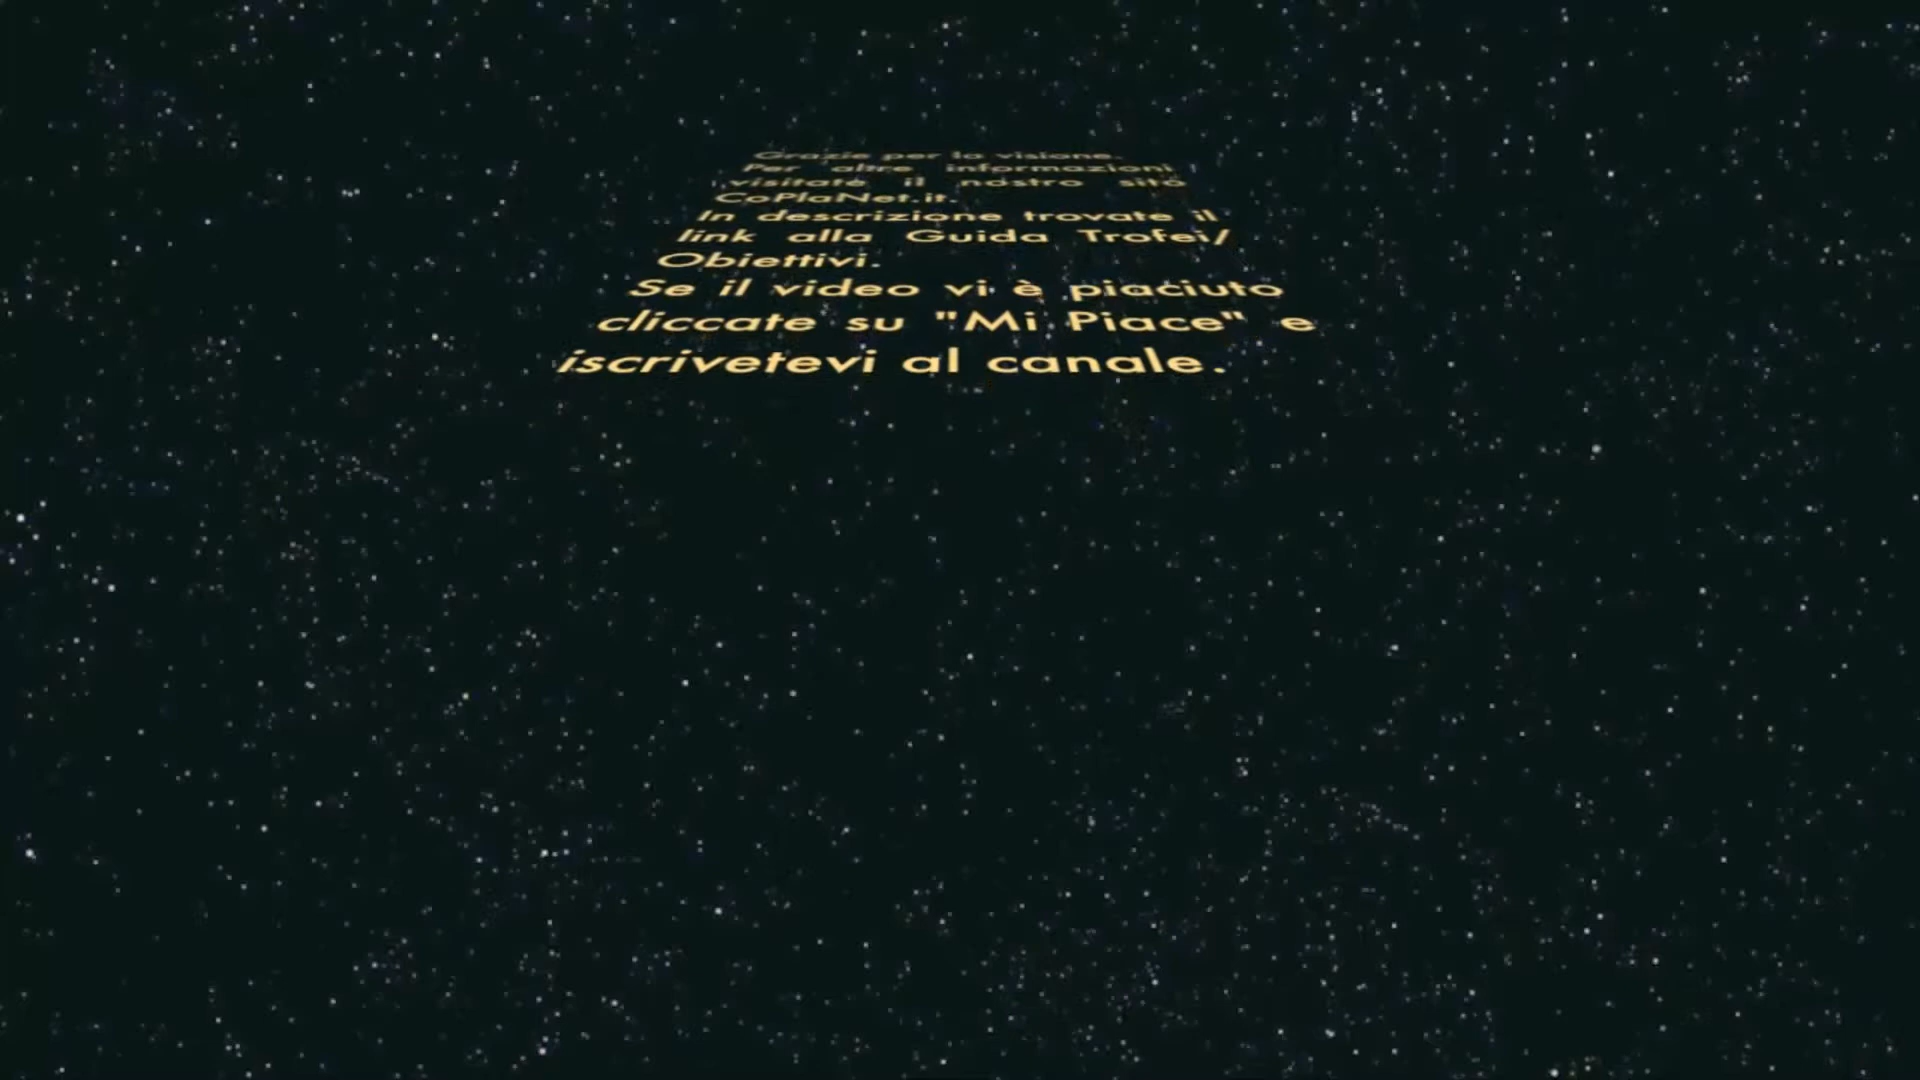 Grazie per la visione.
Per altre informazioni
visitate il nostro sito
CoPlaNet.it.
In descrizione trovate il
link alla Guida Trofei/
Obiettivi.
Se il video vi è piaciuto
cliccate su "Mi Piace" e
iscrivetevi al canale.